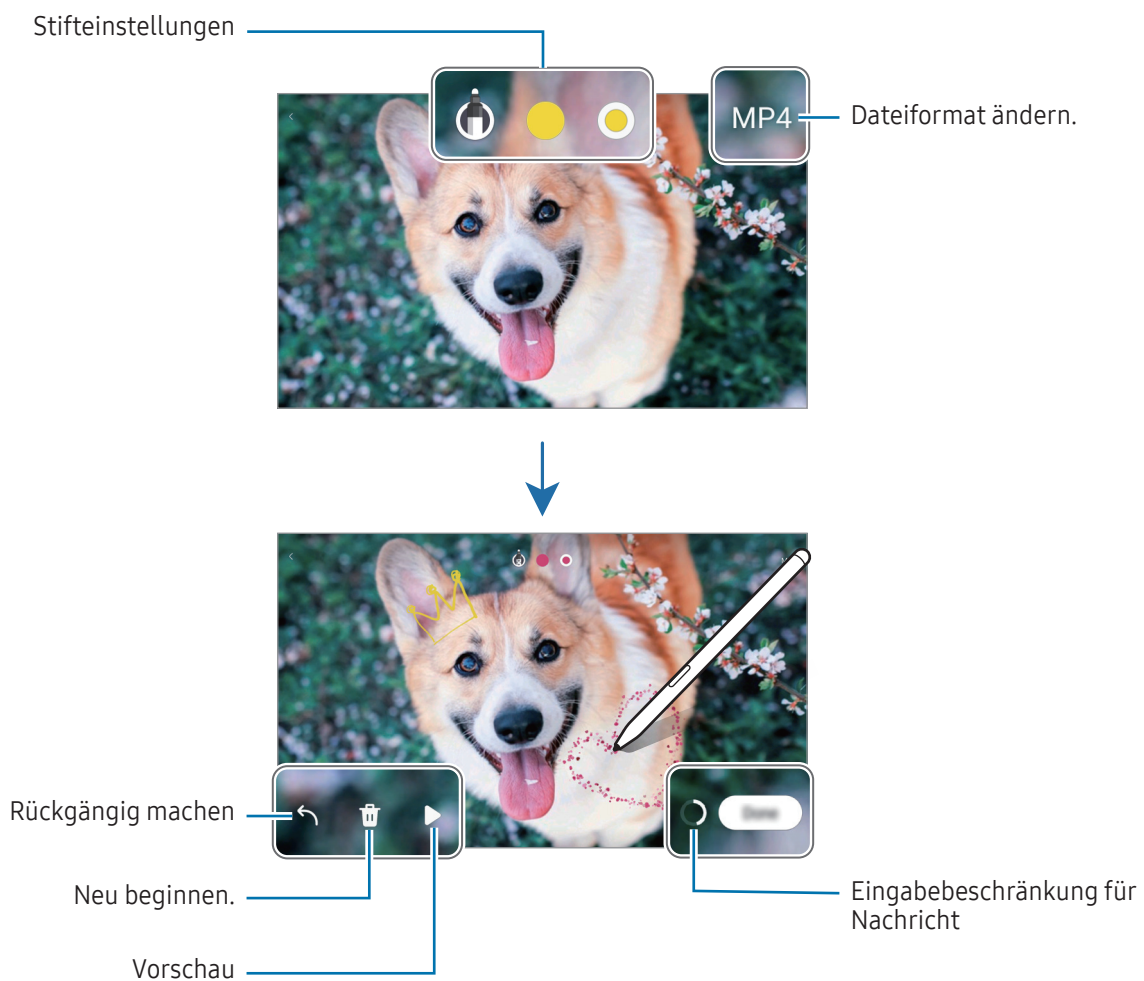 Stifteinstellungen
MP4
Dateiformat ändern.
Rückgängig machen
Neu beginnen.
Vorschau
Eingabebeschränkung für
Nachricht